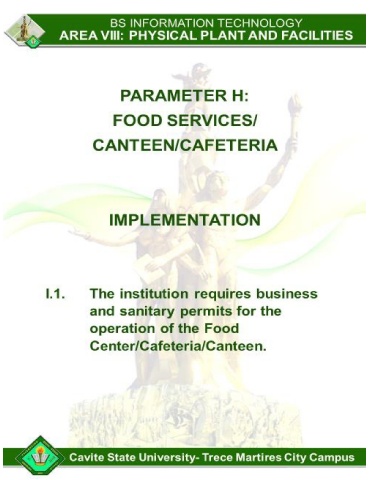 BS INFORMATION TECHNOLOGY
AREA VIII: PHYSICAL PLANT AND FACILITIES
PARAMETER H:
FOOD SERVICES/
CANTEEN/CAFETERIA
IMPLEMENTATION
I.1. The institution requires business
and sanitary permits for the
operation of the Food
Center/Cafeteria/Canteen.
Cavite State University- Trece Martires City Campus